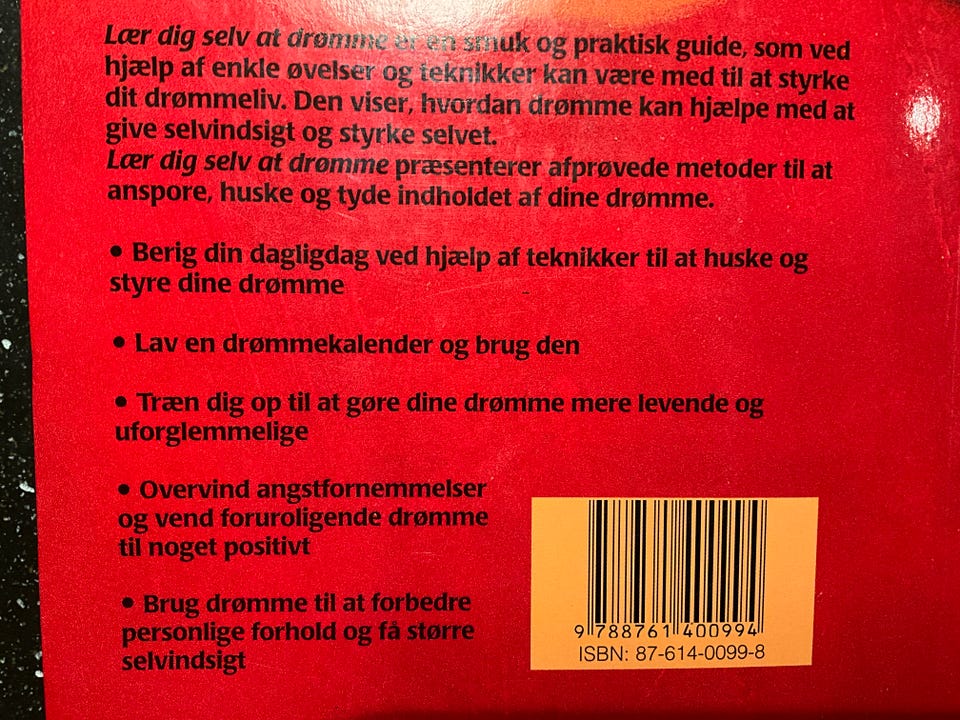 Lær dig selv at drømme er en smuk og praktisk guide, som ved
hjælp af enkle øvelser og teknikker kan være med til at styrke
dit drømmeliv. Den viser, hvordan drømme kan hjælpe med at
give selvindsigt og styrke selvet.
Lær dig selv at drømme præsenterer afprøvede metoder til at
anspore, huske og tyde indholdet af dine drømme.
• Berig din dagligdag ved hjælp af teknikker til at huske og
styre dine drømme
• Lav en drømmekalender og brug den
• Træn dig op til at gøre dine drømme mere levende og
uforglemmelige
• Overvind angstfornemmelser
og vend foruroligende drømme
til noget positivt
• Brug drømme til at forbedre
personlige forhold og få større
selvindsigt
9 788761 400994
ISBN: 87-614-0099-8